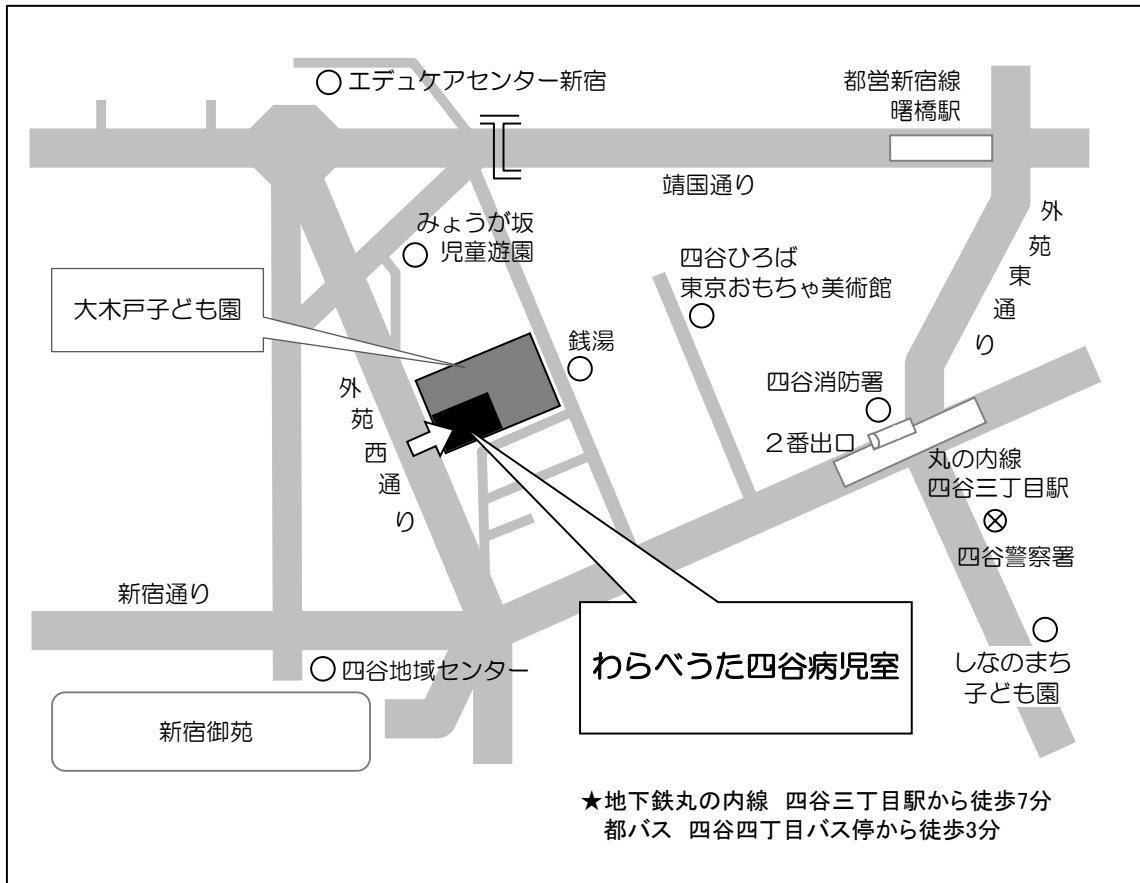 エデュケアセンター新宿
都営新宿線
曙橋駅
靖国通り
みょうが坂
児童遊園
外苑東通り
四谷ひろば
東京おもちゃ美術館
大木戸子ども園
銭湯
四谷消防署
外苑西通り
2番出口
丸の内線
四谷三丁目駅
四谷警察署
新宿通り
わらべうた四谷病児室
四谷地域センター
しなのまち
子ども園
新宿御苑
★地下鉄丸の内線 四谷三丁目駅から徒歩7分
都バス 四谷四丁目バス停から徒歩3分